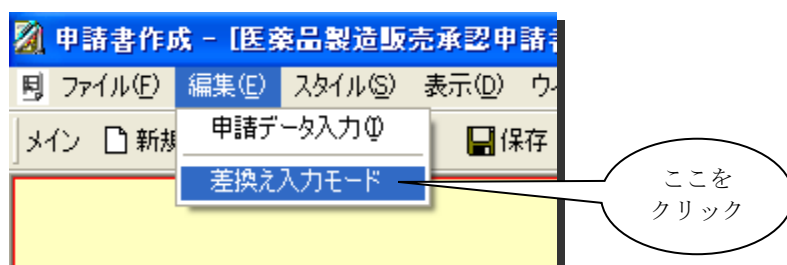 申請書作成 - [医薬品製造販売承認申請書
ファイル(F) 編集(E) スタイル(S) 表示(D) ウ
メイン 新規 保存
申請データ入力(I)
差換え入力モード
ここを
クリック